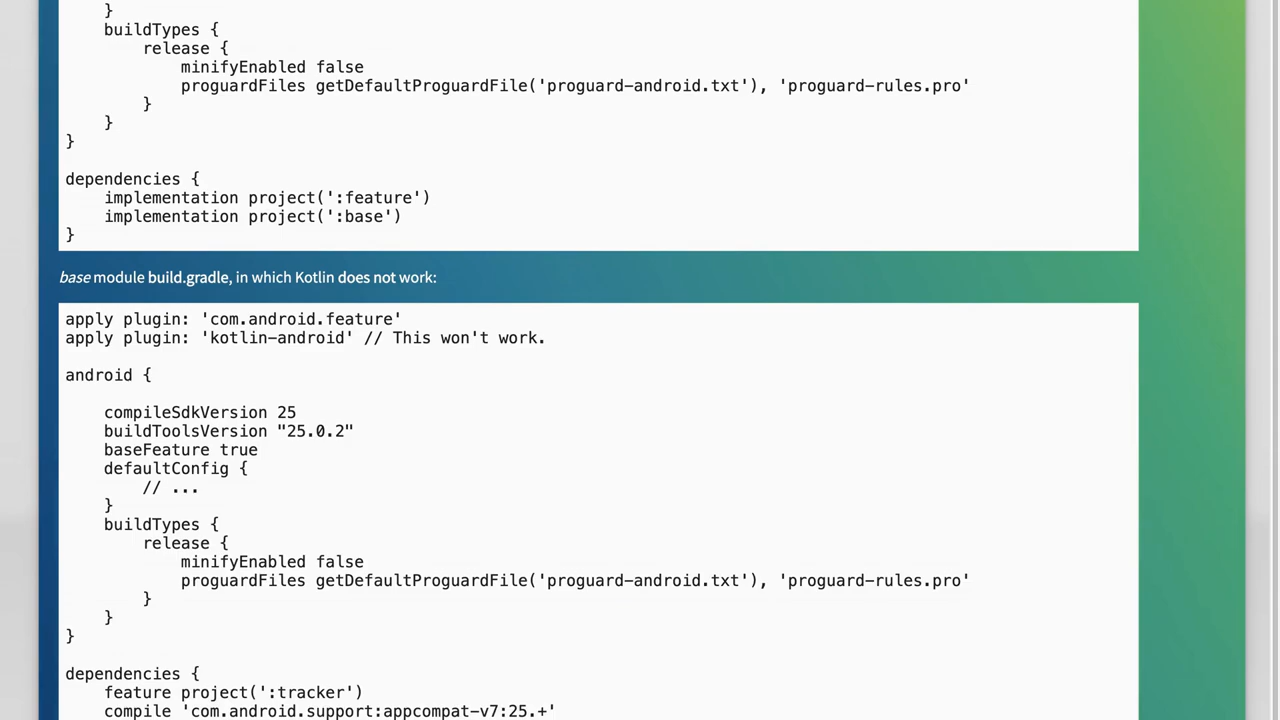 }
buildTypes {
release {
minifyEnabled false
proguardFiles getDefaultProguardFile('proguard-android.txt'), 'proguard-rules.pro'
}
}
}
dependencies {
implementation project(':feature')
implementation project(':base')
}
base module build.gradle, in which Kotlin does not work:
apply plugin: 'com.android.feature'
apply plugin: 'kotlin-android' // This won't work.
android {
compileSdkVersion 25
buildToolsVersion "25.0.2"
baseFeature true
defaultConfig {
// ...
}
buildTypes {
release {
minifyEnabled false
proguardFiles getDefaultProguardFile('proguard-android.txt'), 'proguard-rules.pro'
}
}
}
dependencies {
feature project(':tracker')
compile 'com.android.support:appcompat-v7:25.+'